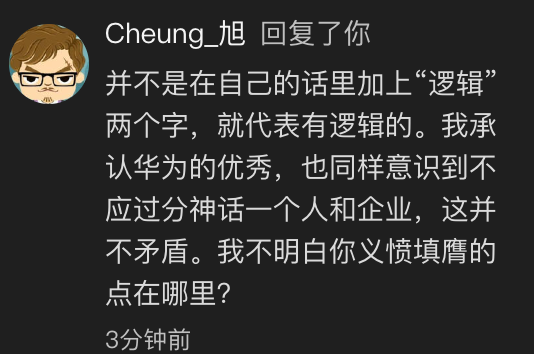 Cheung_旭 回复了你
并不是在自己的话里加上“逻辑”
两个字，就代表有逻辑的。我承
认华为的优秀，也同样意识到不
应过分神话一个人和企业，这并
不矛盾。我不明白你义愤填膺的
点在哪里？
3分钟前